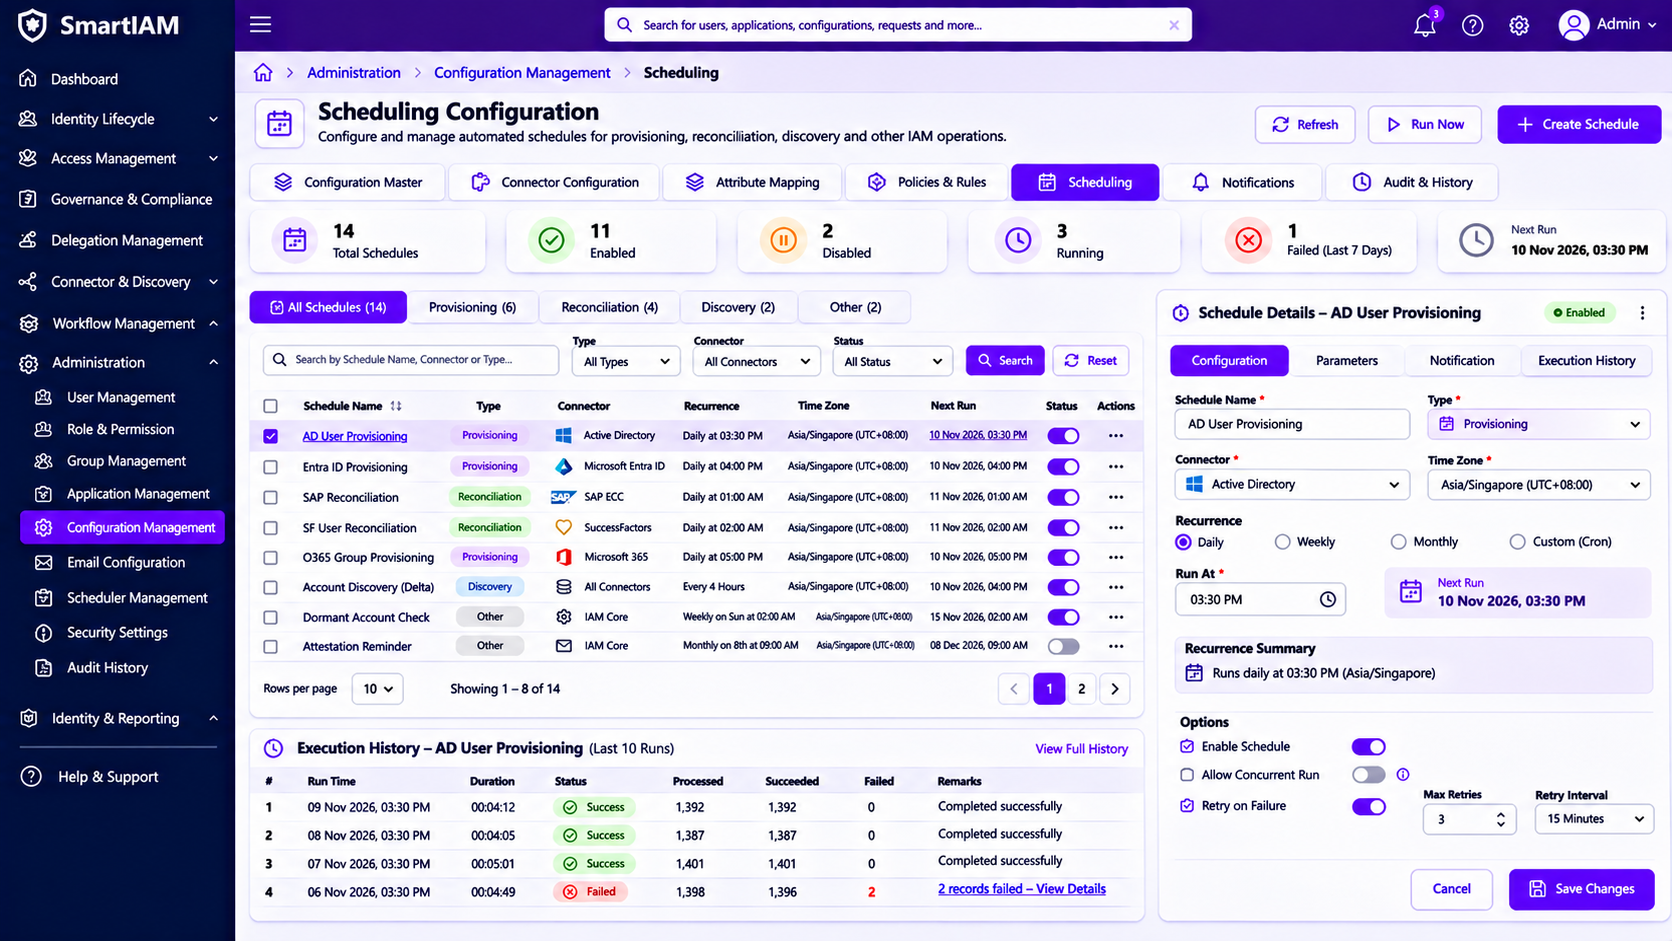 SmartIAM
Search for users, applications, configurations, requests and more...
3
Admin
Dashboard
Identity Lifecycle
Access Management
Governance & Compliance
Delegation Management
Connector & Discovery
Workflow Management
Administration
User Management
Role & Permission
Group Management
Application Management
Configuration Management
Email Configuration
Scheduler Management
Security Settings
Audit History
Identity & Reporting
Help & Support
Administration > Configuration Management > Scheduling
Scheduling Configuration
Configure and manage automated schedules for provisioning, reconciliation, discovery and other IAM operations.
Refresh
Run Now
Create Schedule
Configuration Master
Connector Configuration
Attribute Mapping
Policies & Rules
Scheduling
Notifications
Audit & History
14
Total Schedules
11
Enabled
2
Disabled
3
Running
1
Failed (Last 7 Days)
Next Run
10 Nov 2026, 03:30 PM
All Schedules (14)
Provisioning (6)
Reconciliation (4)
Discovery (2)
Other (2)
Search by Schedule Name, Connector or Type...
Type
All Types
Connector
All Connectors
Status
All Status
Search
Reset
Schedule Name Type Connector Recurrence Time Zone Next Run Status Actions
AD User Provisioning Provisioning Active Directory Daily at 03:30 PM Asia/Singapore (UTC+08:00) 10 Nov 2026, 03:30 PM
Entra ID Provisioning Provisioning Microsoft Entra ID Daily at 04:00 PM Asia/Singapore (UTC+08:00) 10 Nov 2026, 04:00 PM
SAP Reconciliation Reconciliation SAP SAP ECC Daily at 01:00 AM Asia/Singapore (UTC+08:00) 11 Nov 2026, 01:00 AM
SF User Reconciliation Reconciliation SuccessFactors Daily at 02:00 AM Asia/Singapore (UTC+08:00) 11 Nov 2026, 02:00 AM
O365 Group Provisioning Provisioning Microsoft 365 Daily at 05:00 PM Asia/Singapore (UTC+08:00) 10 Nov 2026, 05:00 PM
Account Discovery (Delta) Discovery All Connectors Every 4 Hours Asia/Singapore (UTC+08:00) 10 Nov 2026, 04:00 PM
Dormant Account Check Other IAM Core Weekly on Sun at 02:00 AM Asia/Singapore (UTC+08:00) 15 Nov 2026, 02:00 AM
Attestation Reminder Other IAM Core Monthly on 8th at 09:00 AM Asia/Singapore (UTC+08:00) 08 Dec 2026, 09:00 AM
Rows per page 10 Showing 1 – 8 of 14 1 2
Execution History – AD User Provisioning (Last 10 Runs) View Full History
# Run Time Duration Status Processed Succeeded Failed Remarks
1 09 Nov 2026, 03:30 PM 00:04:12 Success 1,392 1,392 0 Completed successfully
2 08 Nov 2026, 03:30 PM 00:04:05 Success 1,387 1,387 0 Completed successfully
3 07 Nov 2026, 03:30 PM 00:05:01 Success 1,401 1,401 0 Completed successfully
4 06 Nov 2026, 03:30 PM 00:04:49 Failed 1,398 1,396 2 2 records failed – View Details
Schedule Details – AD User Provisioning
Enabled
Configuration
Parameters
Notification
Execution History
Schedule Name *
AD User Provisioning
Type *
Provisioning
Connector *
Active Directory
Time Zone *
Asia/Singapore (UTC+08:00)
Recurrence
Daily
Weekly
Monthly
Custom (Cron)
Run At *
03:30 PM
Next Run
10 Nov 2026, 03:30 PM
Recurrence Summary
Runs daily at 03:30 PM (Asia/Singapore)
Options
Enable Schedule
Allow Concurrent Run
Retry on Failure
Max Retries
3
Retry Interval
15 Minutes
Cancel
Save Changes